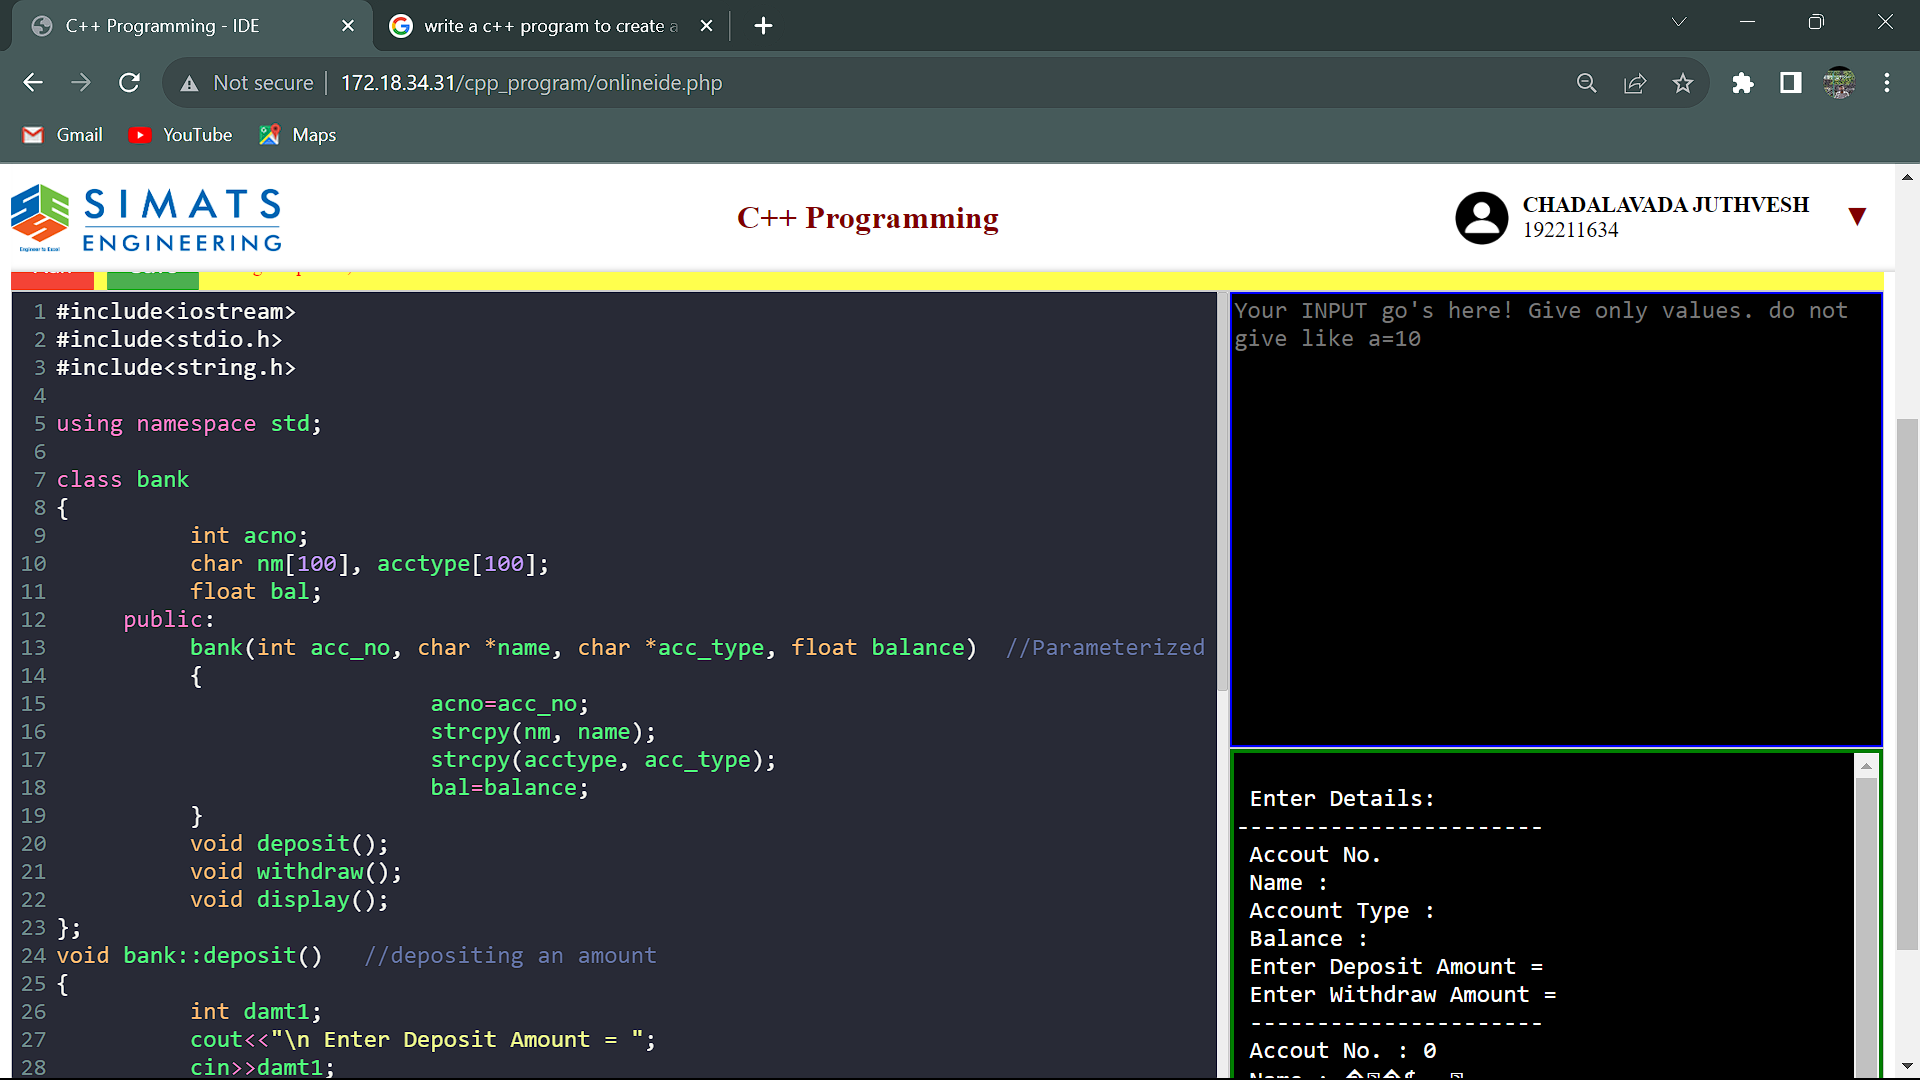 C++ Programming - IDE
write a c++ program to create a
Not secure
172.18.34.31/cpp_program/onlineide.php
Gmail
YouTube
Maps
SIMATS
ENGINEERING
Engineer to Excel
C++ Programming
CHADALAVADA JUTHVESH
192211634
1 #include<iostream>
2 #include<stdio.h>
3 #include<string.h>
4
5 using namespace std;
6
7 class bank
8 {
9 int acno;
10 char nm[100], acctype[100];
11 float bal;
12 public:
13 bank(int acc_no, char *name, char *acc_type, float balance) //Parameterized
14 {
15 acno=acc_no;
16 strcpy(nm, name);
17 strcpy(acctype, acc_type);
18 bal=balance;
19 }
20 void deposit();
21 void withdraw();
22 void display();
23 };
24 void bank::deposit() //depositing an amount
25 {
26 int damt1;
27 cout<<"\n Enter Deposit Amount = ";
28 cin>>damt1;
Your INPUT go's here! Give only values. do not
give like a=10
Enter Details:
-----------------------
Accout No.
Name :
Account Type :
Balance :
Enter Deposit Amount =
Enter Withdraw Amount =
----------------------
Accout No. : 0
Name :